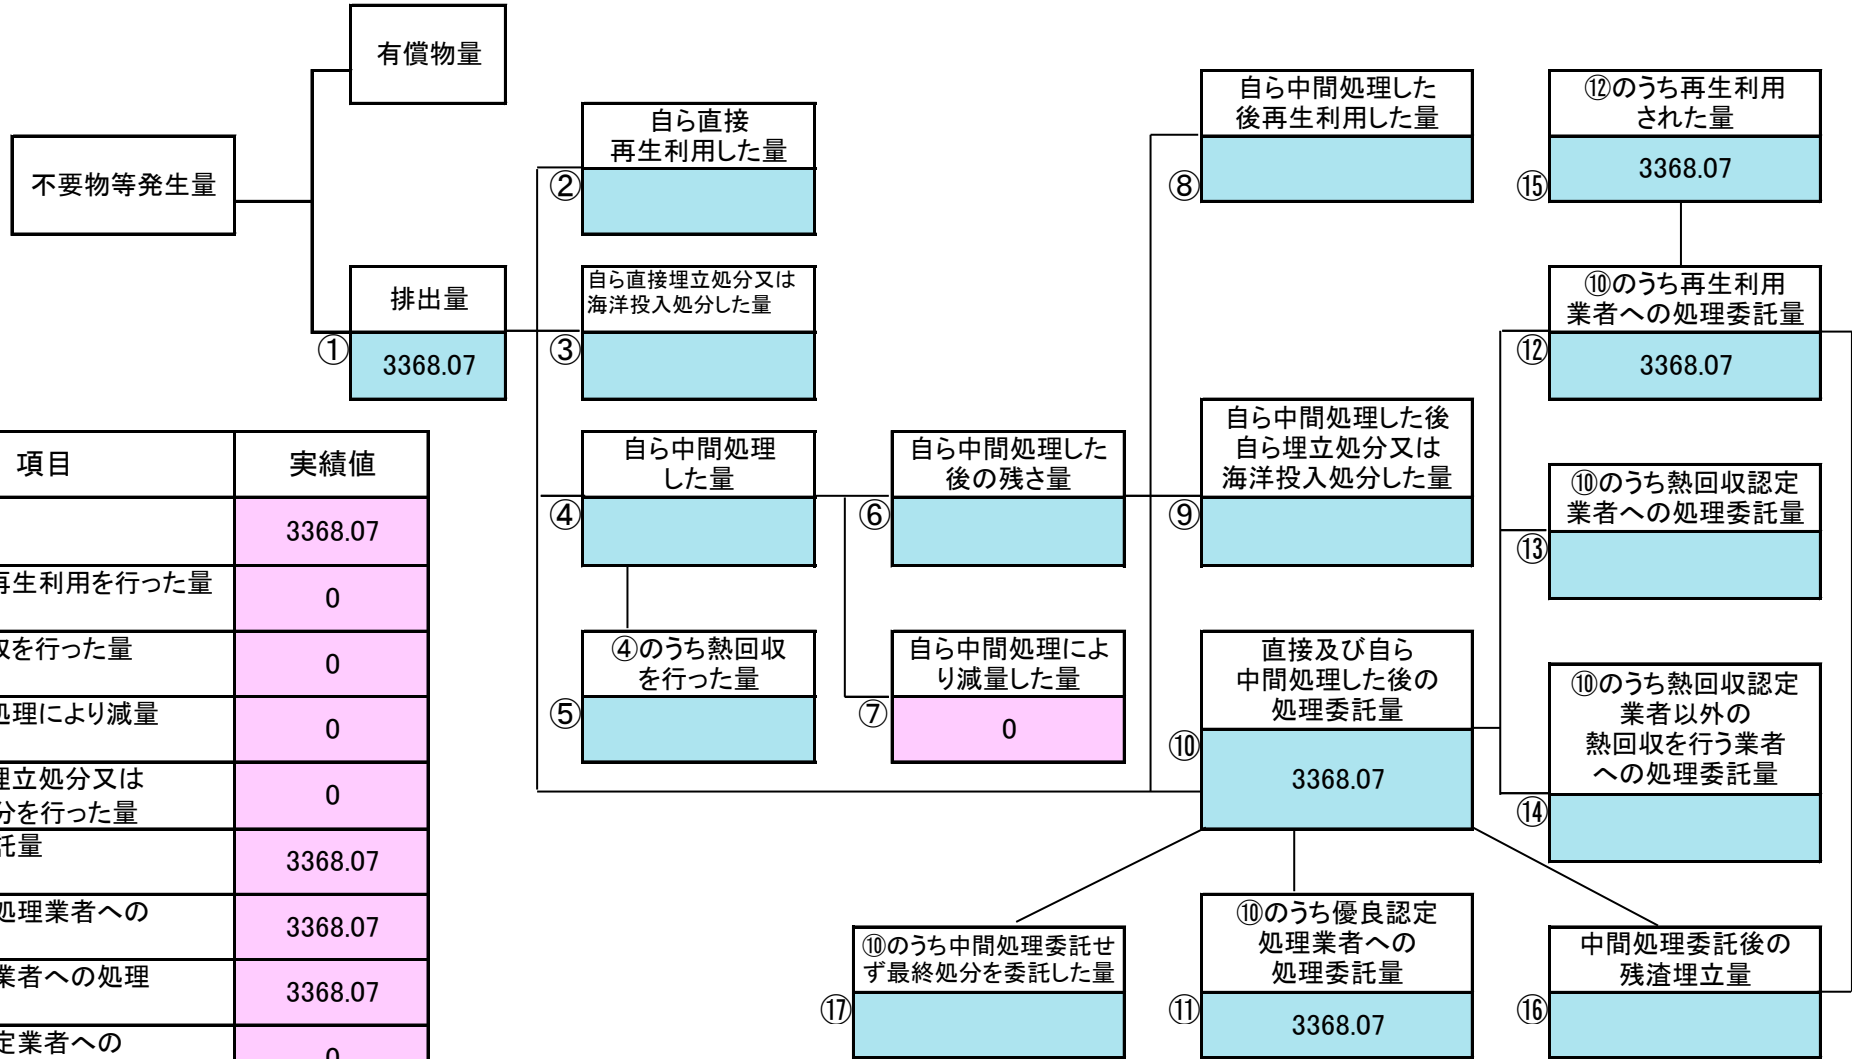 有償物量
不要物等発生量
排出量
①
3368.07
自ら直接
再生利用した量
②
自ら直接埋立処分又は
海洋投入処分した量
③
自ら中間処理
した量
④
④のうち熱回収
を行った量
⑤
自ら中間処理した
後の残さ量
⑥
自ら中間処理によ
り減量した量
⑦
0
自ら中間処理した
後再生利用した量
⑧
自ら中間処理した後
自ら埋立処分又は
海洋投入処分した量
⑨
直接及び自ら
中間処理した後の
処理委託量
⑩
3368.07
⑫のうち再生利用
された量
⑮
3368.07
⑩のうち再生利用
業者への処理委託量
⑫
3368.07
⑩のうち熱回収認定
業者への処理委託量
⑬
⑩のうち熱回収認定
業者以外の
熱回収を行う業者
への処理委託量
⑭
⑩のうち中間処理委託せ
ず最終処分を委託した量
⑰
⑩のうち優良認定
処理業者への
処理委託量
⑪
3368.07
中間処理委託後の
残渣埋立量
⑯
項目 実績値
3368.07
再生利用を行った量 0
を行った量 0
処理により減量 0
埋立処分又は
分を行った量 0
託量 3368.07
処理業者への 3368.07
業者への処理 3368.07
定業者への 0